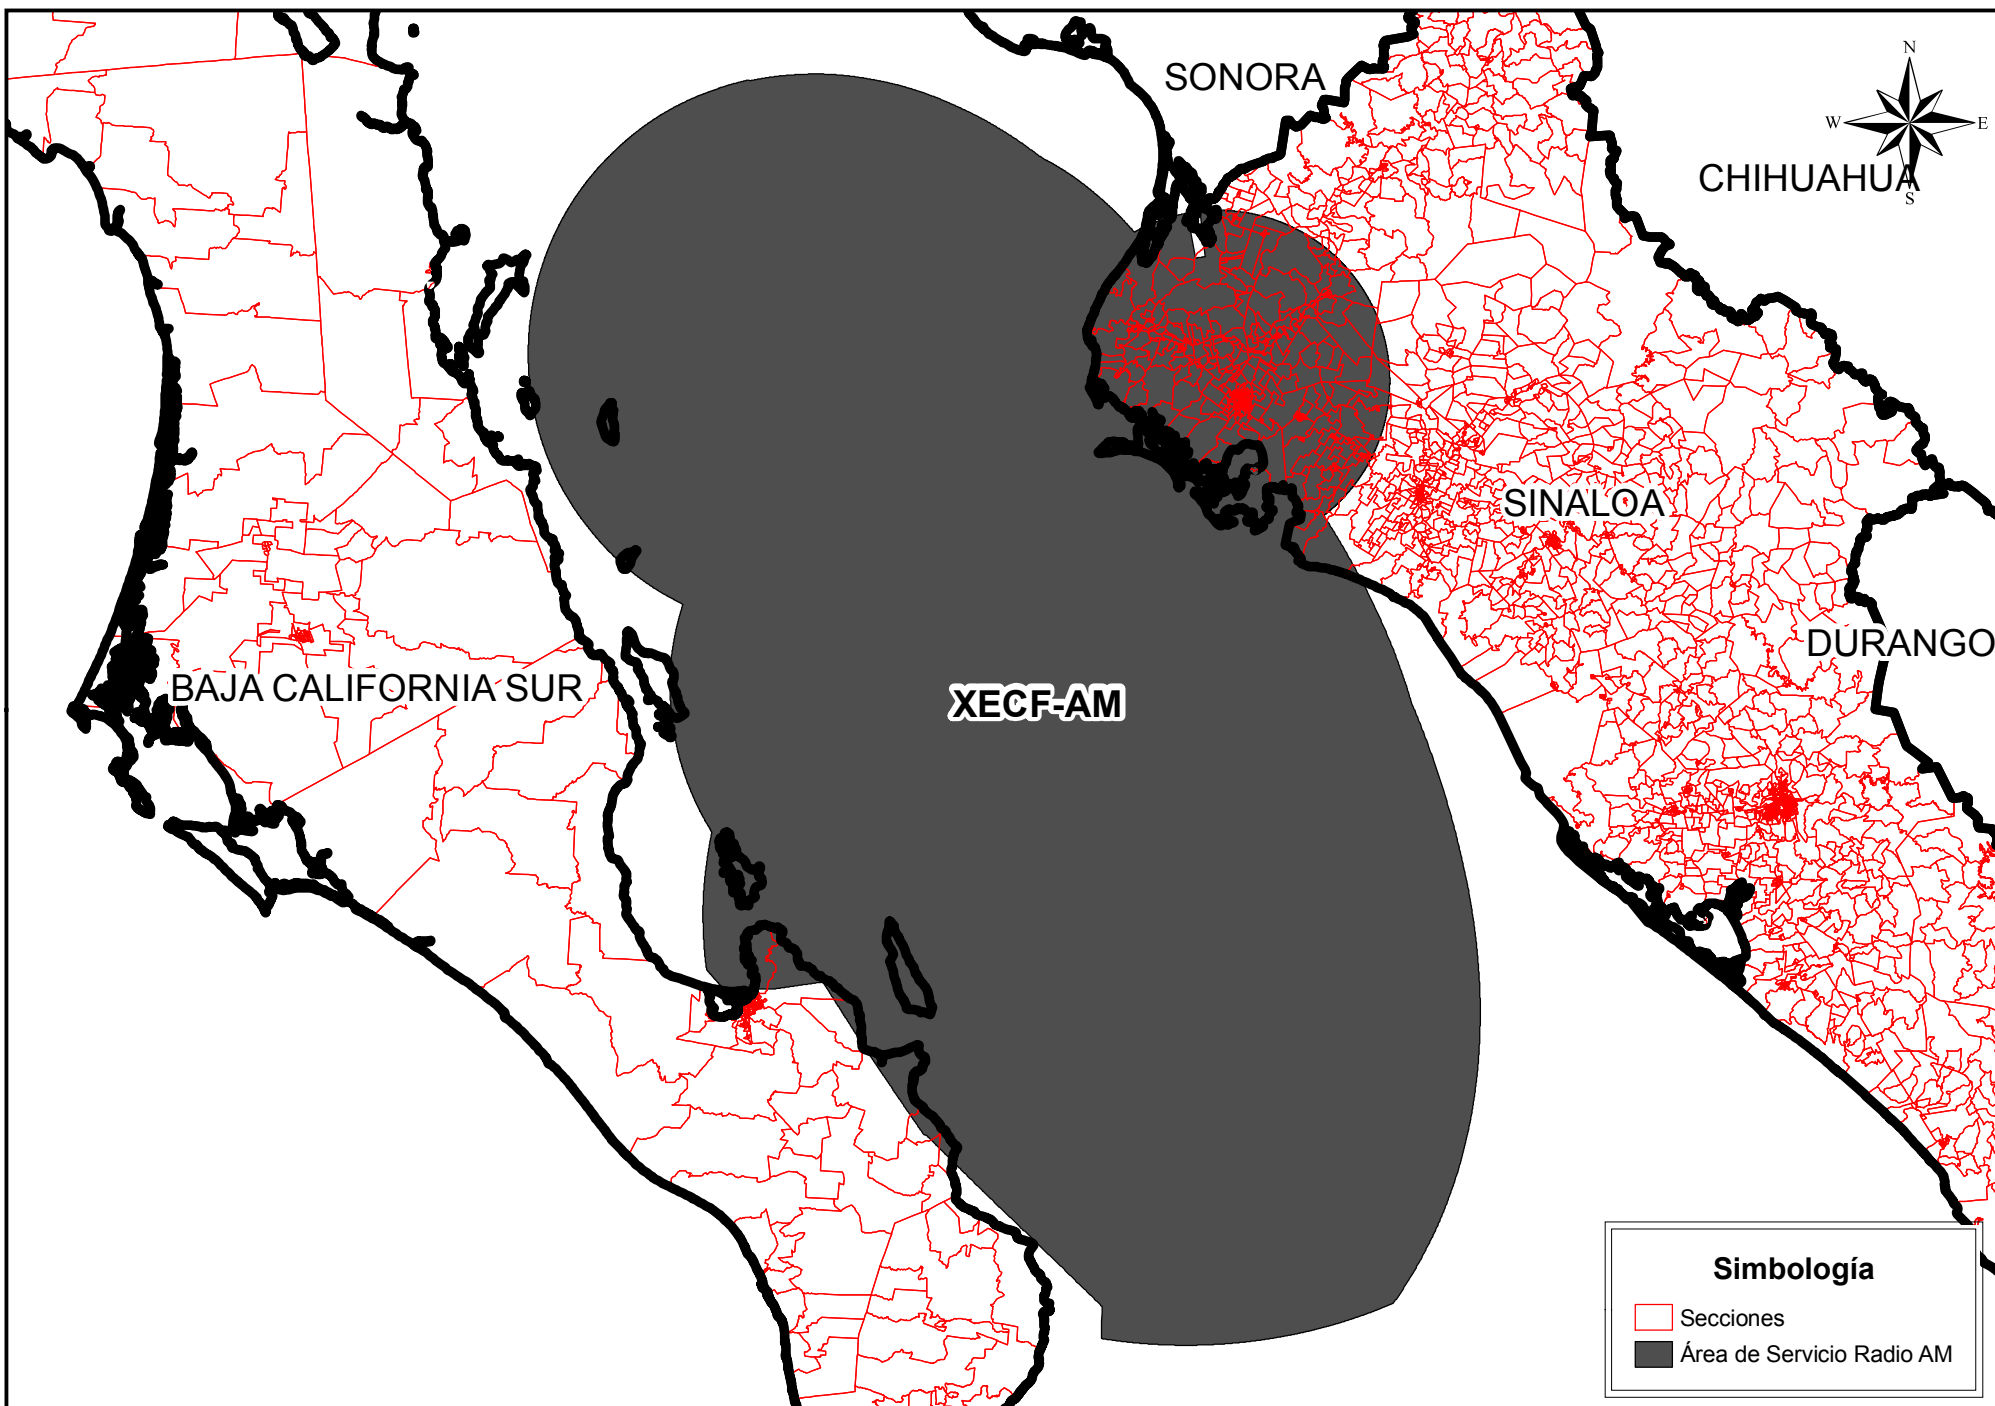 SONORA
N
W
E
S
CHIHUAHUA
SINALOA
DURANGO
BAJA CALIFORNIA SUR
XECF-AM
Simbología
Secciones
Área de Servicio Radio AM